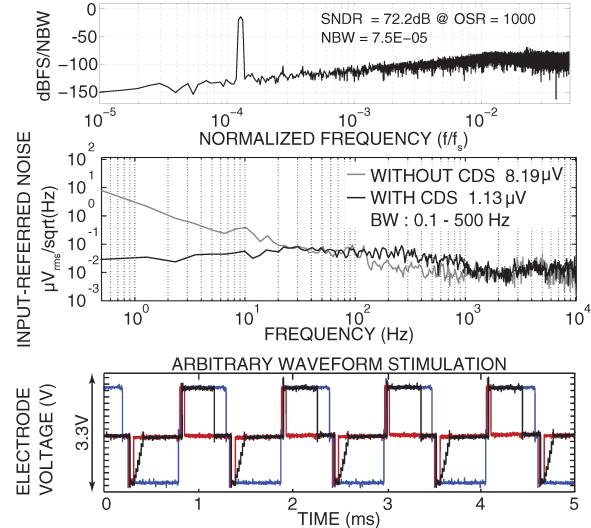 0
-50
-100
-150
dBFS/NBW
SNDR = 72.2dB @ OSR = 1000
NBW = 7.5E-05
10-5 10-4 10-3 10-2
NORMALIZED FREQUENCY (f/fs)
INPUT-REFERRED NOISE
µVrms/sqrt(Hz)
10 2
10 1
10 0
10-1
10-2
10-3
WITHOUT CDS 8.19µV
WITH CDS 1.13µV
BW : 0.1 - 500 Hz
10 0 10 1 10 2 10 3 10 4
FREQUENCY (Hz)
ARBITRARY WAVEFORM STIMULATION
ELECTRODE
VOLTAGE (V)
3.3V
0 1 2 3 4 5
TIME (ms)